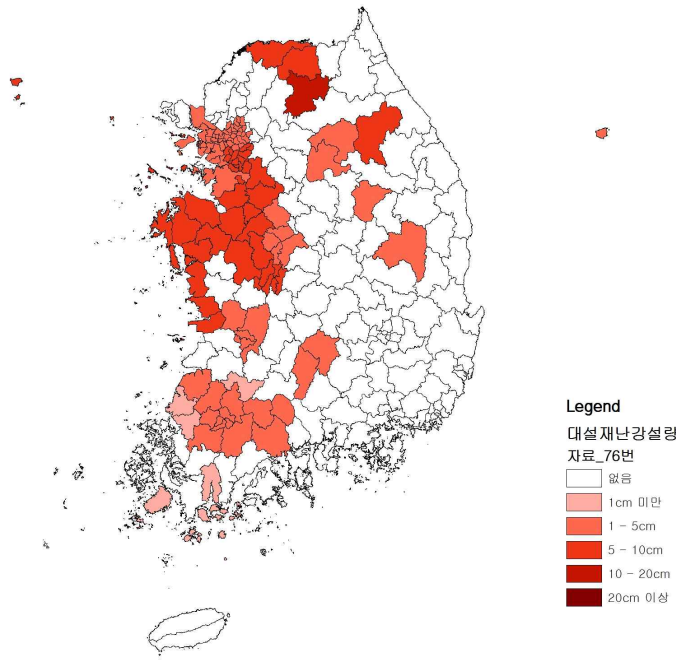 Legend
대설재난강설량
자료_76번
없음
1cm 미만
1 - 5cm
5 - 10cm
10 - 20cm
20cm 이상